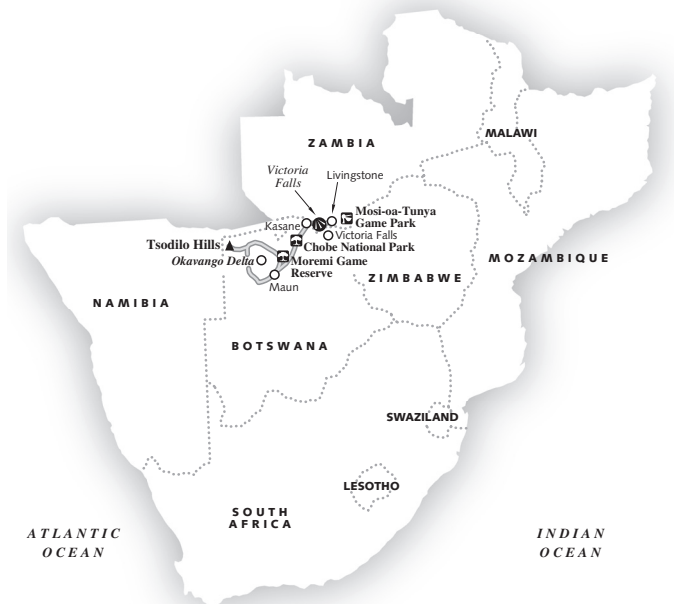 MALAWI
ZAMBIA
Victoria
Falls
Livingstone
Mosi-oa-Tunya
Game Park
Kasane
Victoria Falls
Tsodilo Hills
Chobe National Park
Okavango Delta
Moremi Game
Reserve
MOZAMBIQUE
ZIMBABWE
Maun
NAMIBIA
BOTSWANA
SWAZILAND
LESOTHO
SOUTH
AFRICA
ATLANTIC
OCEAN
INDIAN
OCEAN